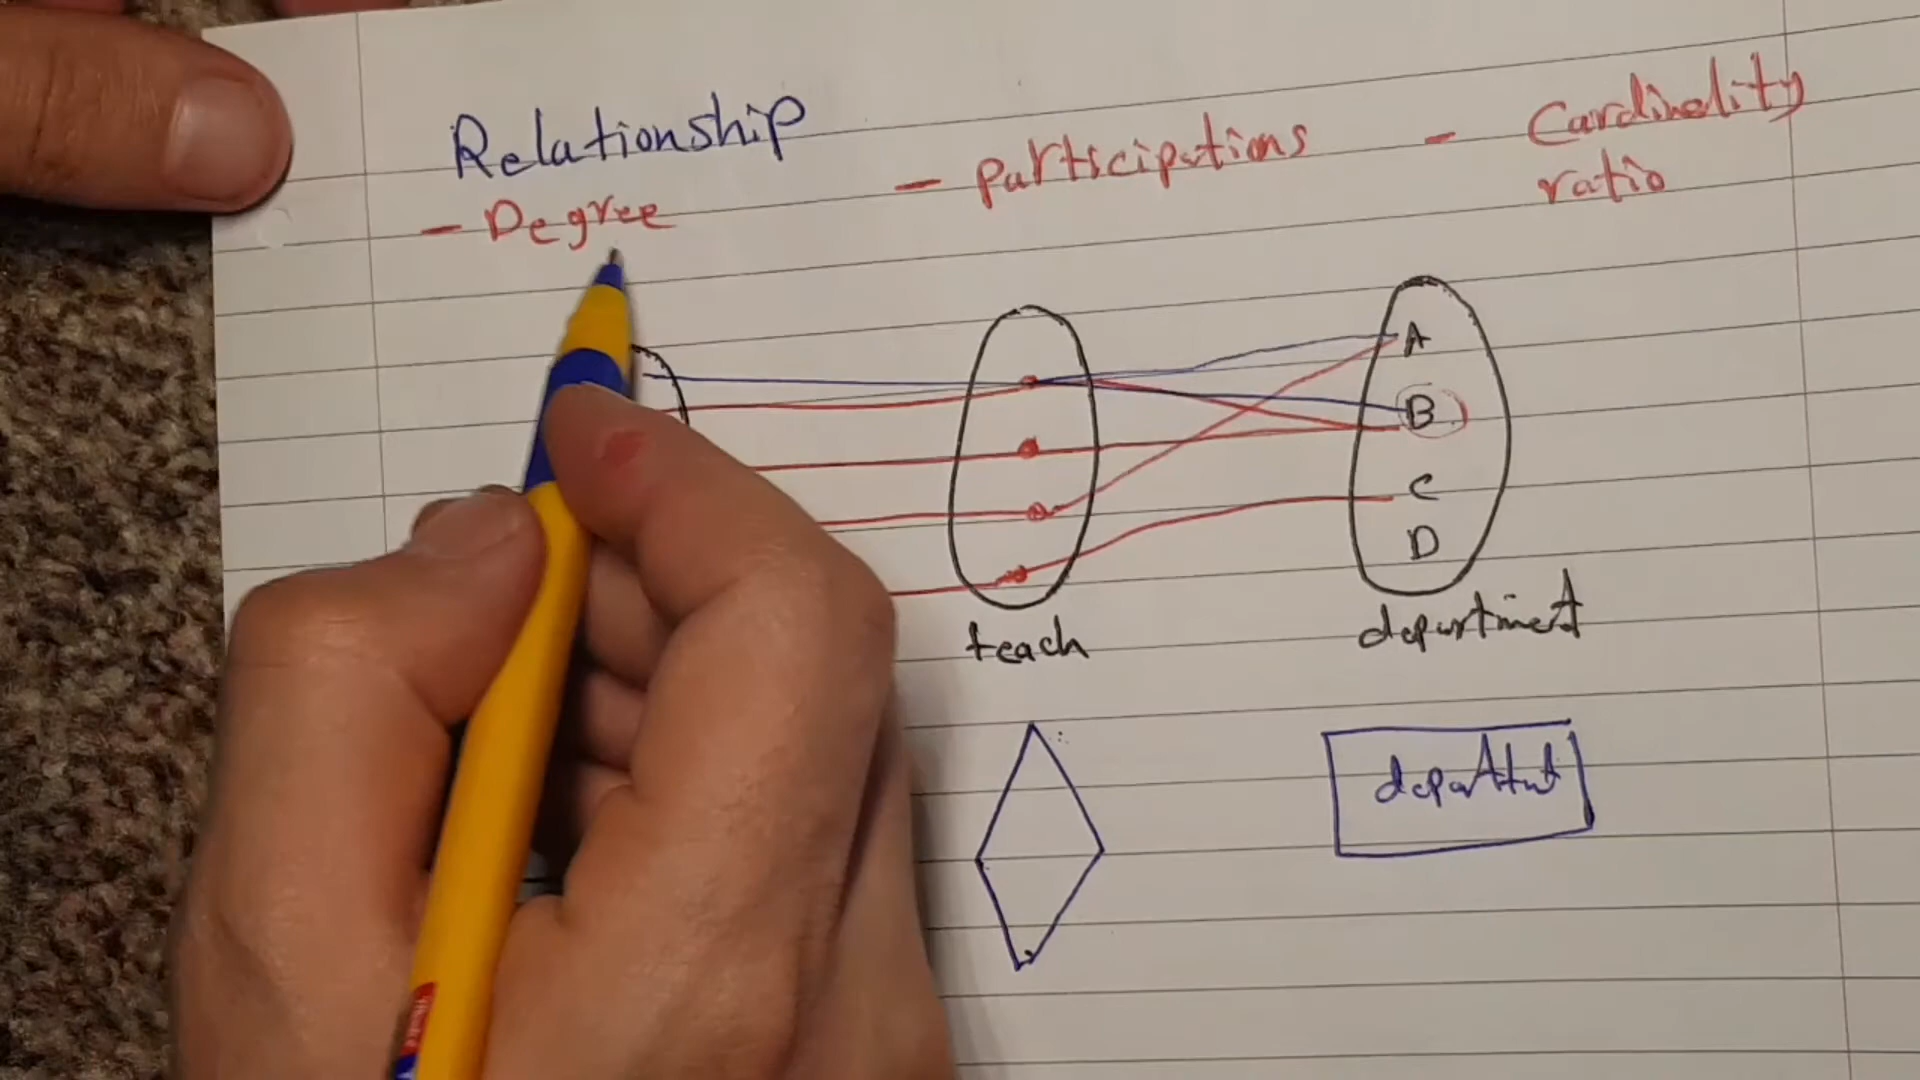 Relationship
- Degree
- participations
- Cardinality
ratio
A
B
C
D
teach
department